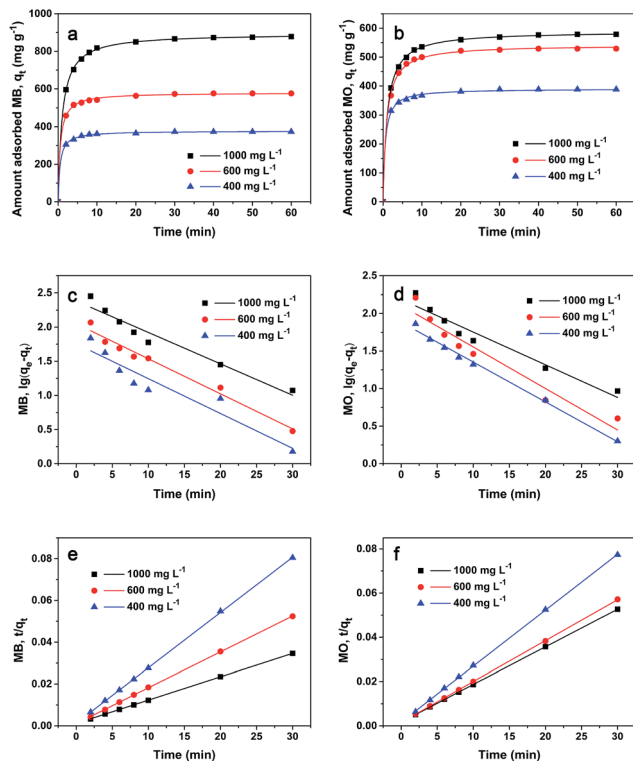 a
Amount adsorbed MB, qₜ (mg g⁻¹)
1000
800
600
400
200
0
1000 mg L⁻¹
600 mg L⁻¹
400 mg L⁻¹
0 10 20 30 40 50 60
Time (min)
b
Amount adsorbed MO, qₜ (mg g⁻¹)
600
500
400
300
200
100
0
1000 mg L⁻¹
600 mg L⁻¹
400 mg L⁻¹
0 10 20 30 40 50 60
Time (min)
c
MB, lg(qₑ-qₜ)
2.5
2.0
1.5
1.0
0.5
0.0
1000 mg L⁻¹
600 mg L⁻¹
400 mg L⁻¹
0 5 10 15 20 25 30
Time (min)
d
MO, lg(qₑ-qₜ)
2.5
2.0
1.5
1.0
0.5
0.0
1000 mg L⁻¹
600 mg L⁻¹
400 mg L⁻¹
0 5 10 15 20 25 30
Time (min)
e
MB, t/qₜ
0.08
0.06
0.04
0.02
0.00
1000 mg L⁻¹
600 mg L⁻¹
400 mg L⁻¹
0 5 10 15 20 25 30
Time (min)
f
MO, t/qₜ
0.08
0.06
0.04
0.02
0.00
1000 mg L⁻¹
600 mg L⁻¹
400 mg L⁻¹
0 5 10 15 20 25 30
Time (min)